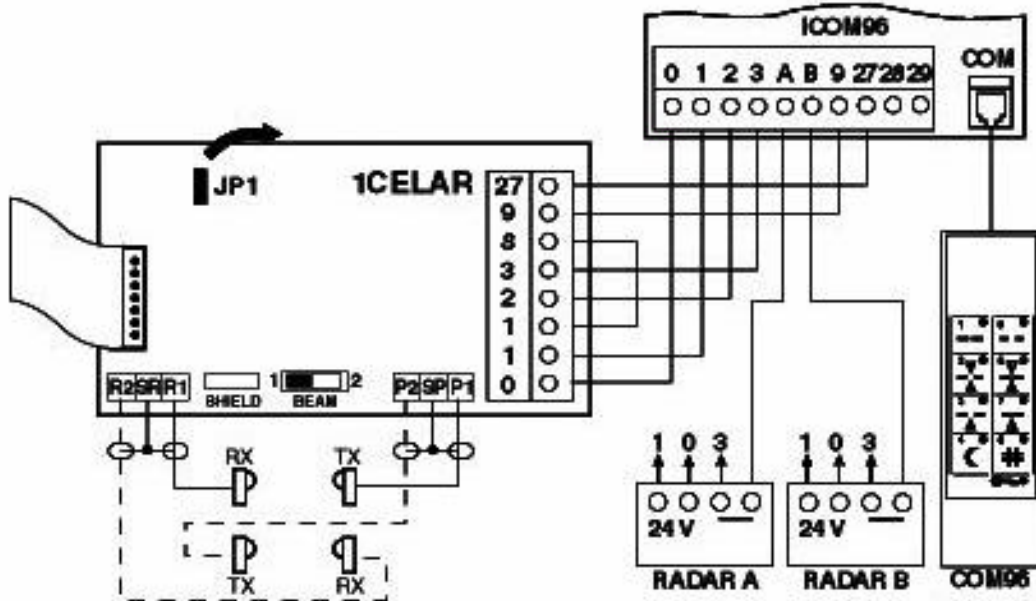 ICOM96
COM
0 1 2 3 A B 9 27 28 29
JP1
1CELAR
27
9
8
3
2
1
1
0
R2 SR R1
SHIELD
1 2
BEAM
P2 SP P1
RX TX
TX RX
1 0 3
24 V
RADAR A
1 0 3
24 V
RADAR B
COM96